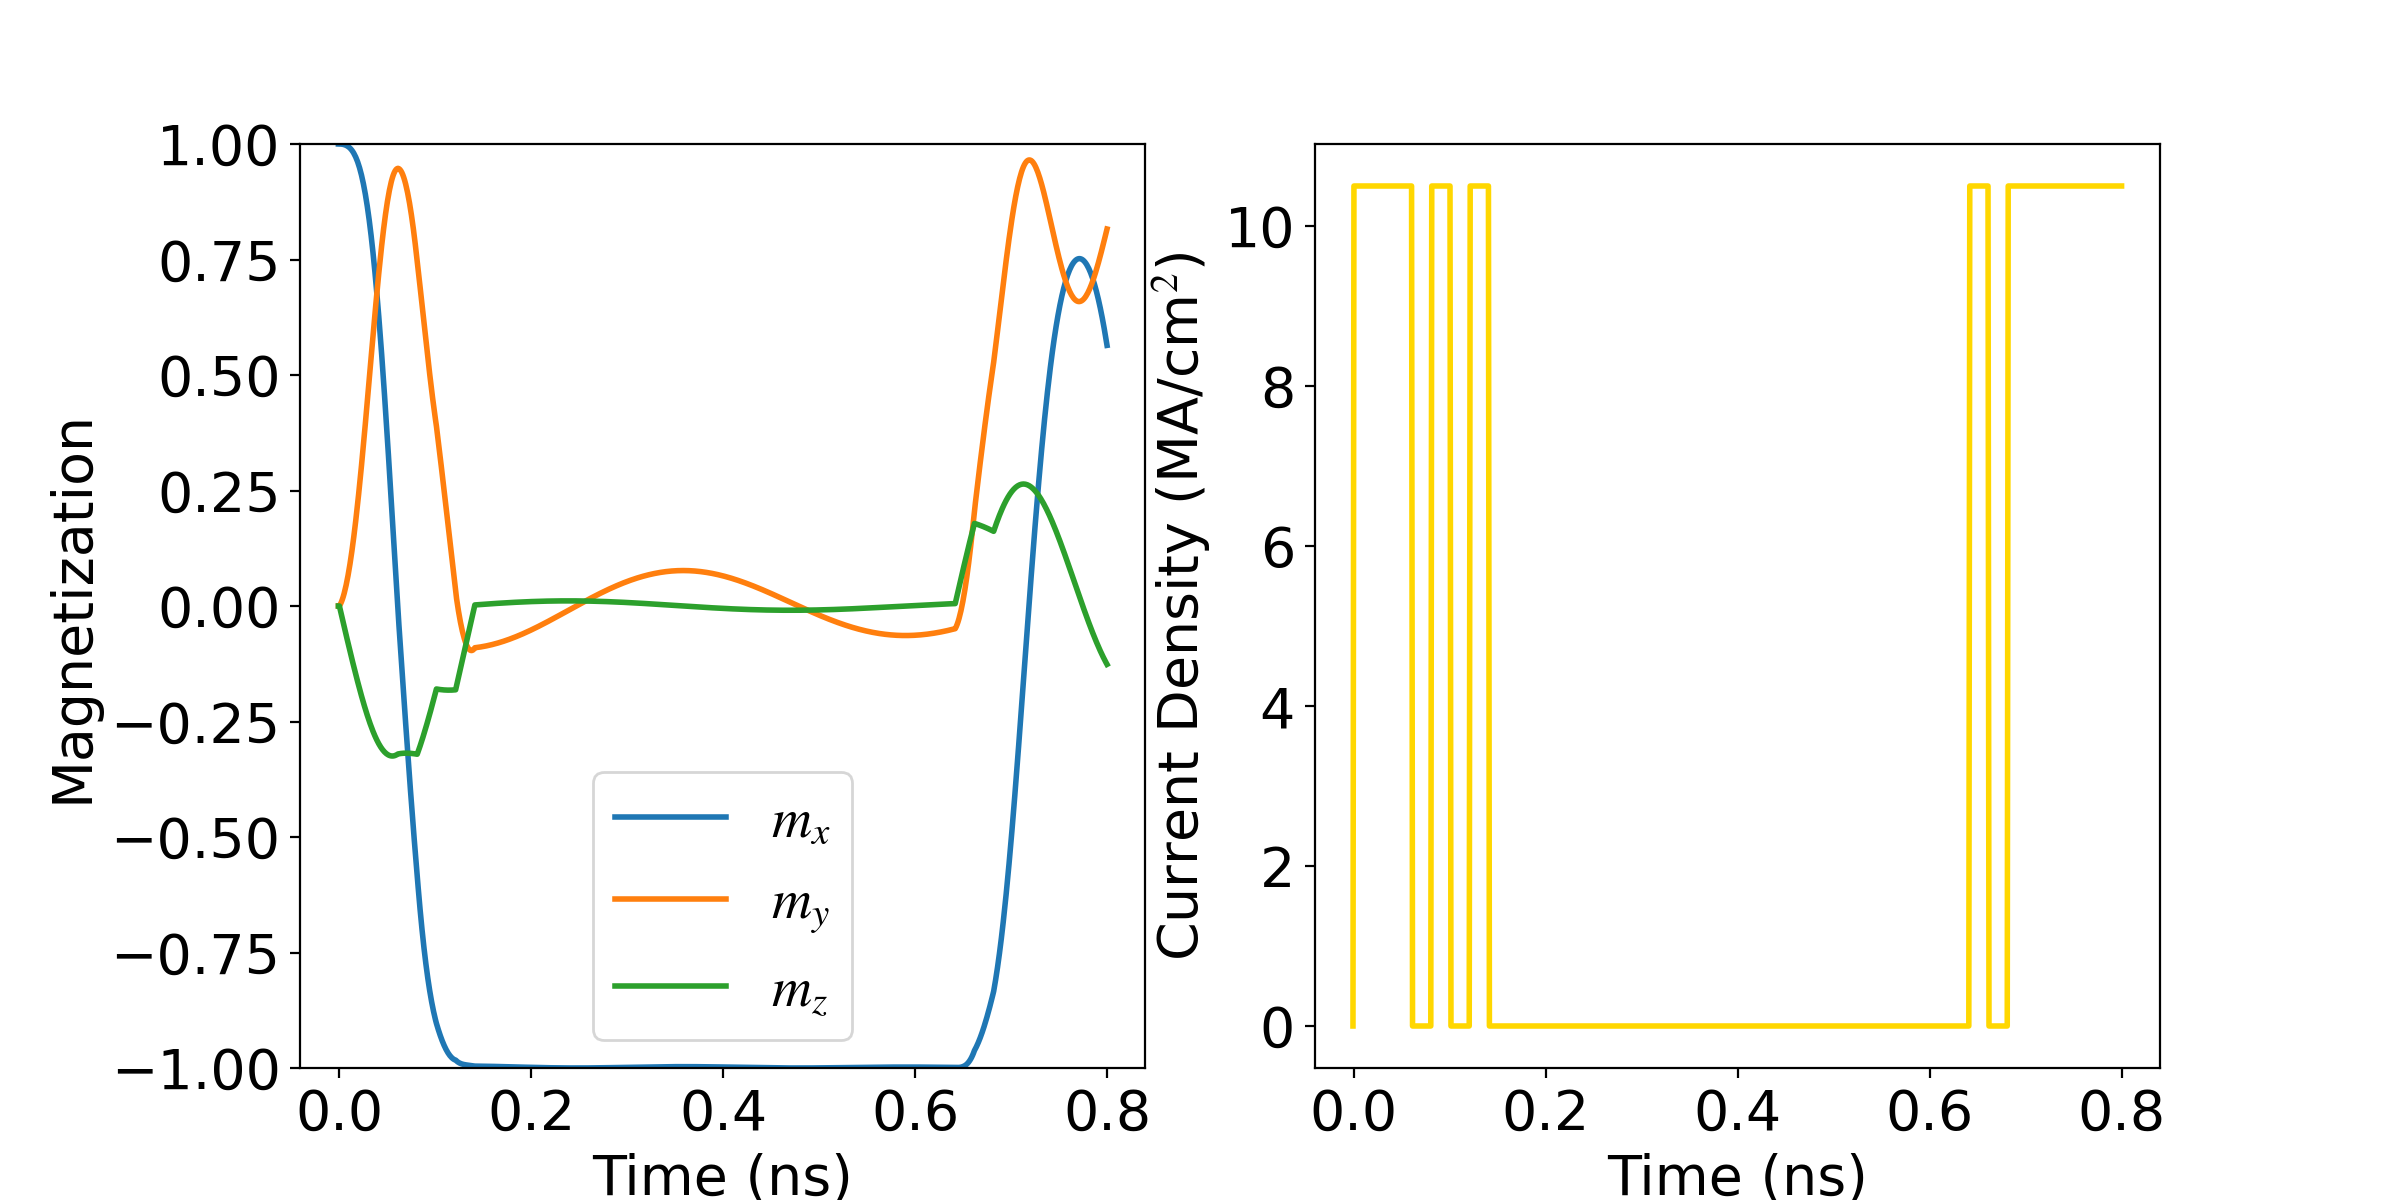 1.00
0.75
0.50
0.25
0.00
−0.25
−0.50
−0.75
−1.00
Magnetization
0.0 0.2 0.4 0.6 0.8
Time (ns)
m_x
m_y
m_z
10
8
6
4
2
0
Current Density (MA/cm²)
0.0 0.2 0.4 0.6 0.8
Time (ns)